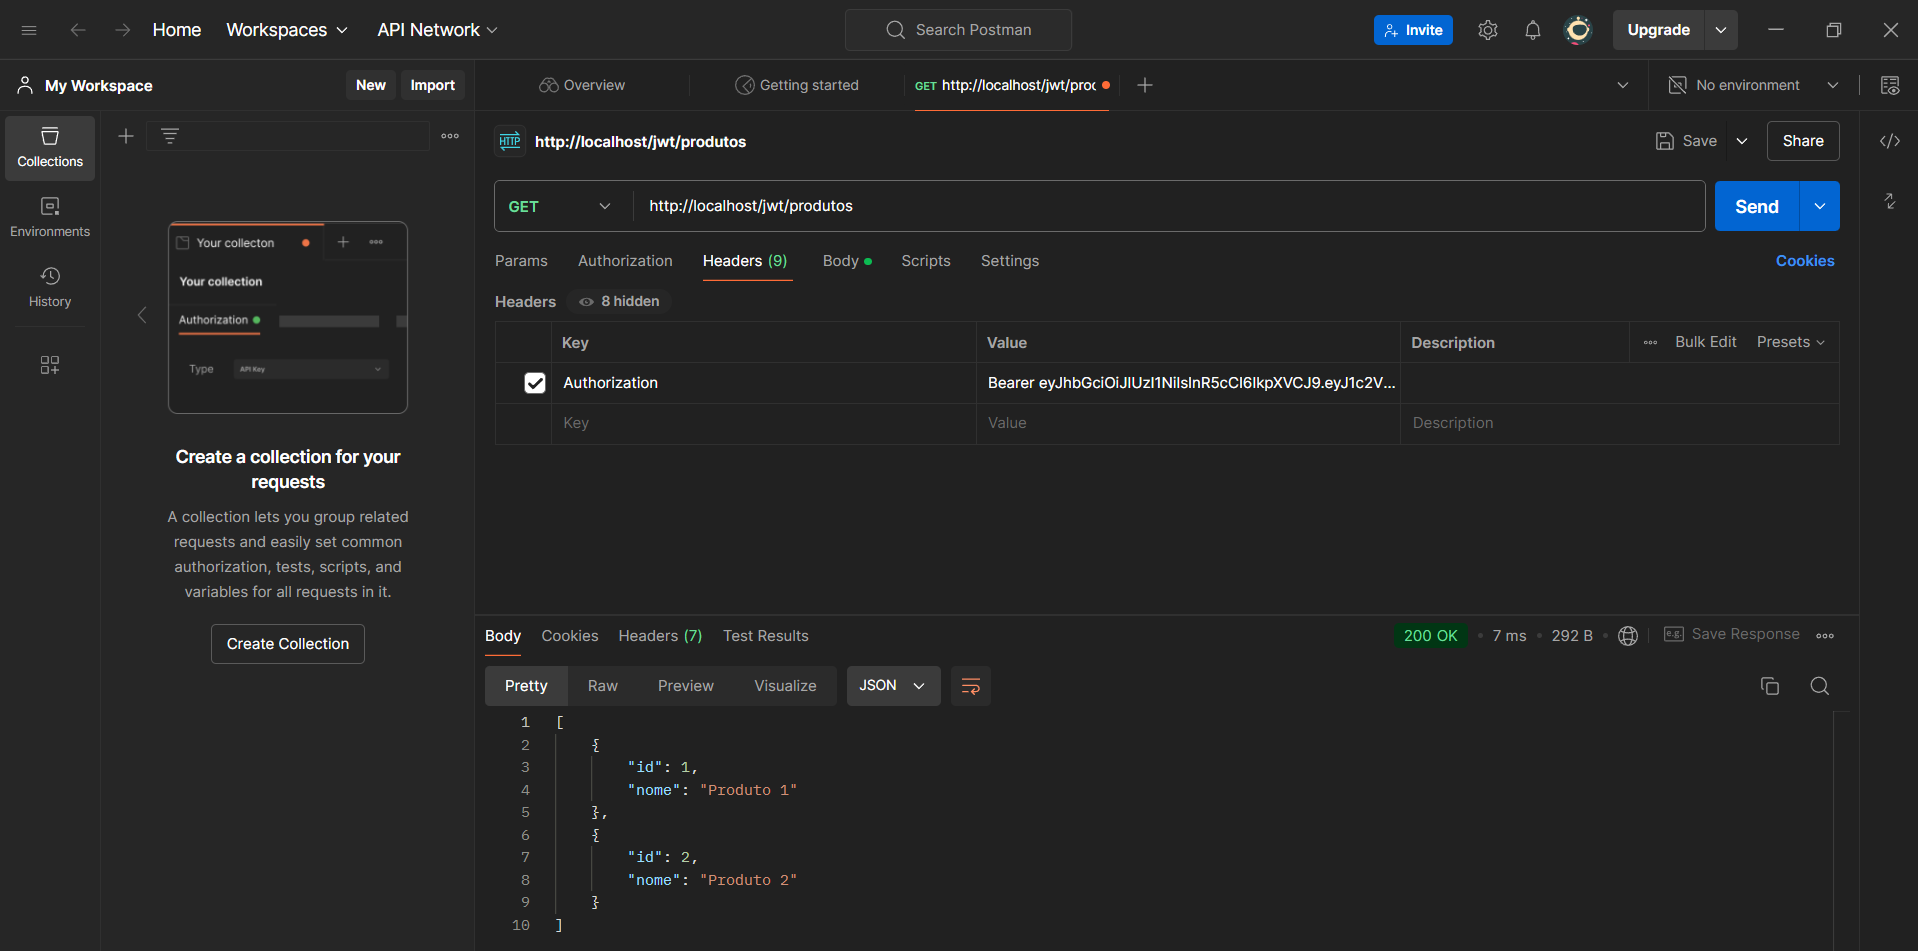 Home Workspaces API Network Search Postman Invite Upgrade
My Workspace New Import Overview Getting started GET http://localhost/jwt/proc No environment
Collections
Environments
History
Your collecton
Your collection
Authorization
Type API Key
Create a collection for your
requests
A collection lets you group related
requests and easily set common
authorization, tests, scripts, and
variables for all requests in it.
Create Collection
HTTP http://localhost/jwt/produtos Save Share
GET http://localhost/jwt/produtos Send
Params Authorization Headers (9) Body Scripts Settings Cookies
Headers 8 hidden
Key Value Description Bulk Edit Presets
Authorization Bearer eyJhbGciOiJIUzI1NiIsInR5cCI6IkpXVCJ9.eyJ1c2V...
Key Value Description
Body Cookies Headers (7) Test Results 200 OK 7 ms 292 B e.g. Save Response
Pretty Raw Preview Visualize JSON
1 [
2 {
3 "id": 1,
4 "nome": "Produto 1"
5 },
6 {
7 "id": 2,
8 "nome": "Produto 2"
9 }
10 ]